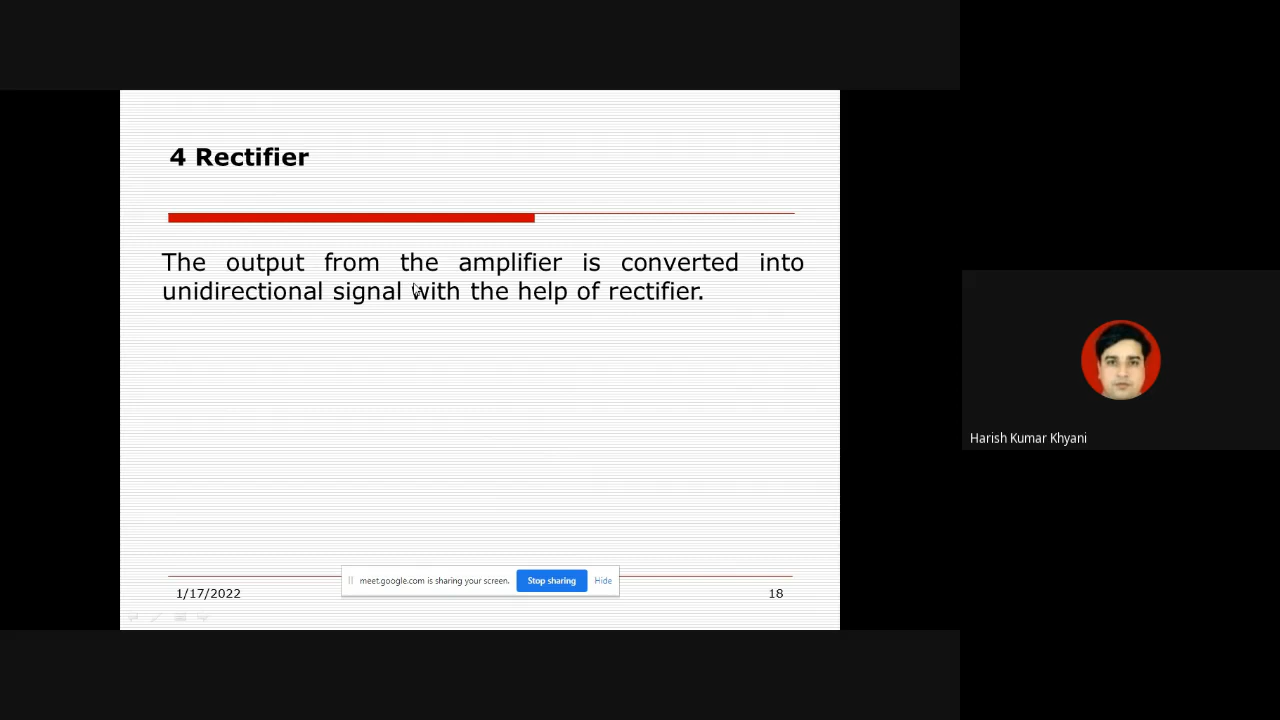 4 Rectifier
The output from the amplifier is converted into
unidirectional signal with the help of rectifier.
meet.google.com is sharing your screen.
Stop sharing
Hide
1/17/2022
18
Harish Kumar Khyani